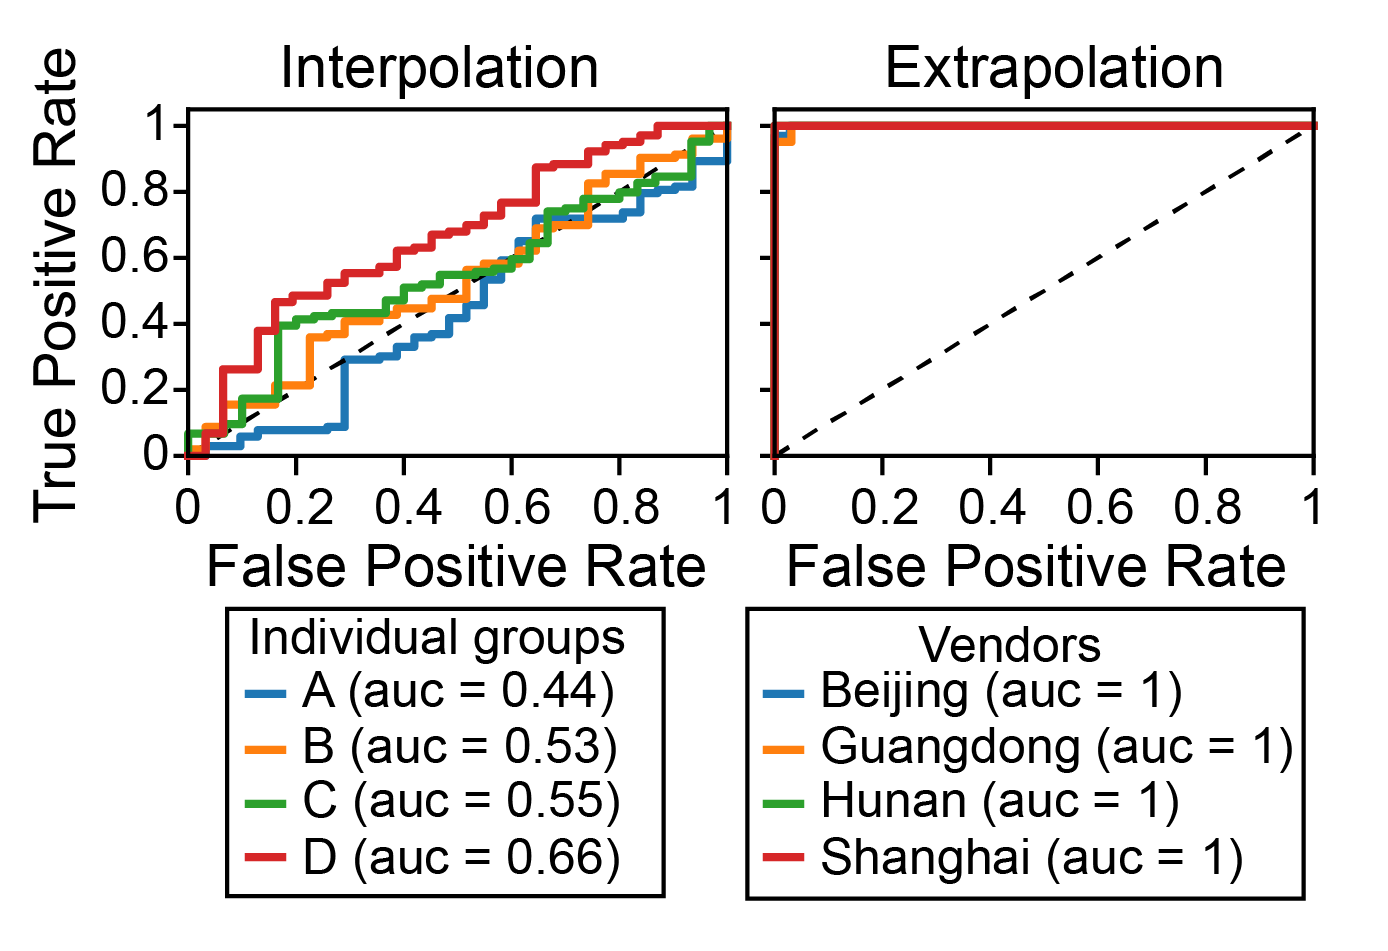 Interpolation
Extrapolation
True Positive Rate
1
0.8
0.6
0.4
0.2
0
0 0.2 0.4 0.6 0.8 1
0 0.2 0.4 0.6 0.8 1
False Positive Rate
False Positive Rate
Individual groups
A (auc = 0.44)
B (auc = 0.53)
C (auc = 0.55)
D (auc = 0.66)
Vendors
Beijing (auc = 1)
Guangdong (auc = 1)
Hunan (auc = 1)
Shanghai (auc = 1)